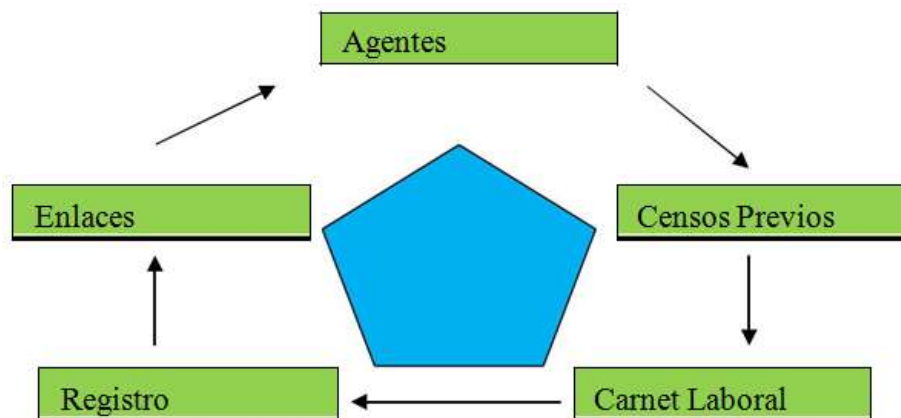 Agentes
Enlaces
Censos Previos
Registro
Carnet Laboral